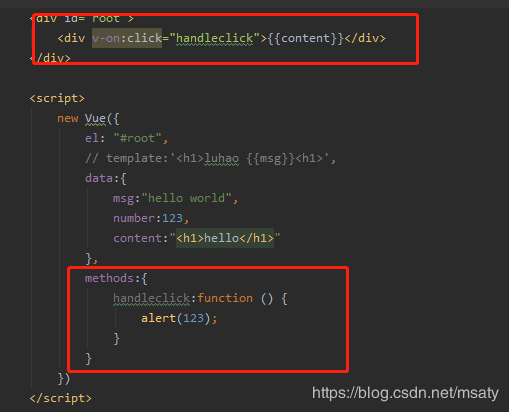 <div id="root">
<div v-on:click="handleclick">{{content}}</div>
</div>
<script>
new Vue({
el: "#root",
// template:'<h1>luhao {{msg}}<h1>',
data:{
msg:"hello world",
number:123,
content:"<h1>hello</h1>"
},
methods:{
handleclick:function () {
alert(123);
}
}
})
</script>
https://blog.csdn.net/msaty